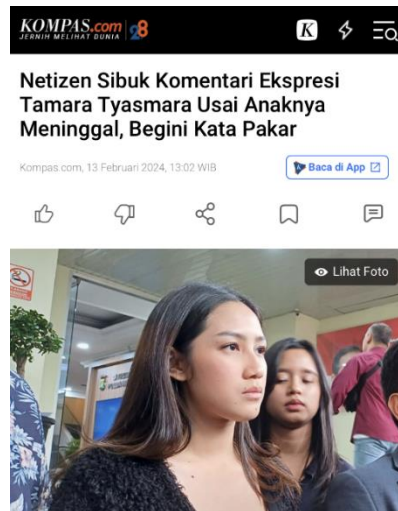 KOMPAS.com 28
JERNIH MELIHAT DUNIA
K
Netizen Sibuk Komentari Ekspresi
Tamara Tyasmara Usai Anaknya
Meninggal, Begini Kata Pakar
Kompas.com, 13 Februari 2024, 13:02 WIB
Baca di App
Lihat Foto